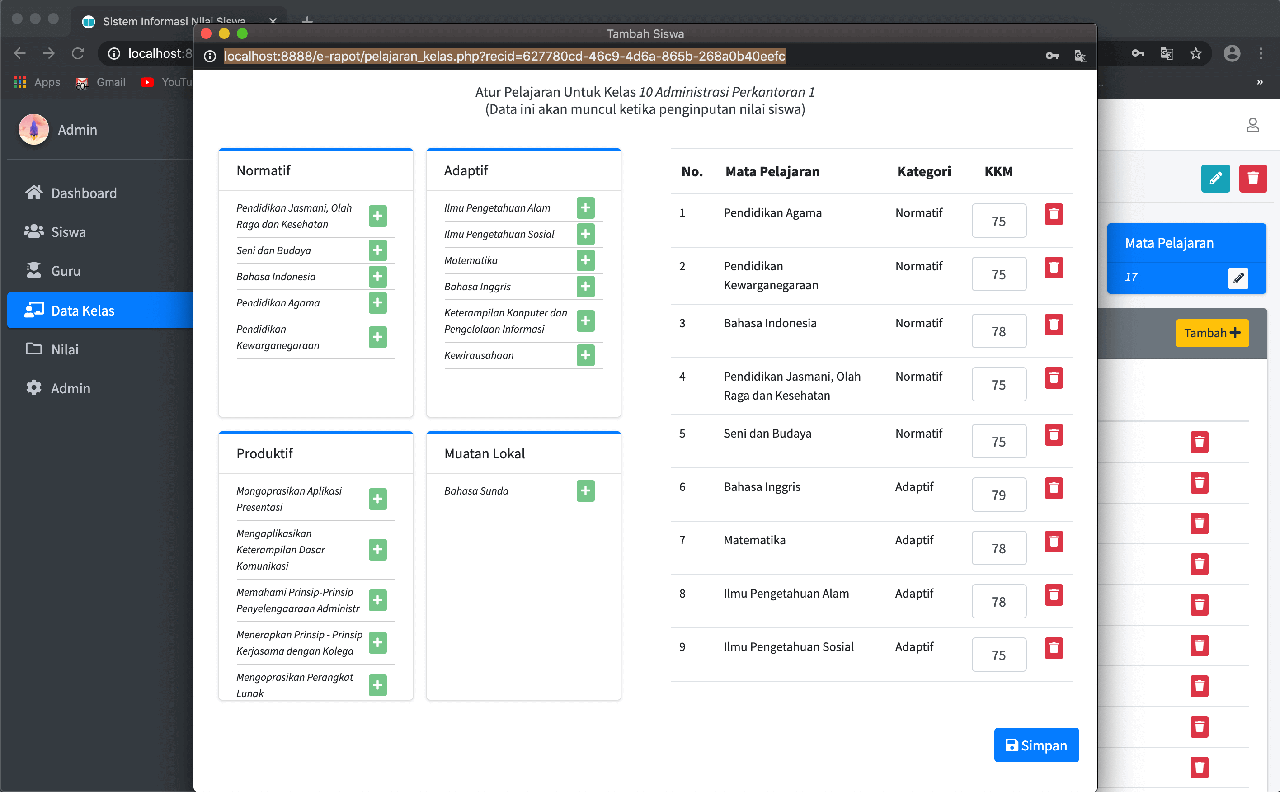 Sistem Informasi Nilai Siswa
Tambah Siswa
localhost:8
localhost:8888/e-rapot/pelajaran_kelas.php?recid=627780cd-46c9-4d6a-865b-268a0b40eefc
Apps
Gmail
YouTu
»
Admin
Dashboard
Siswa
Guru
Data Kelas
Nilai
Admin
Atur Pelajaran Untuk Kelas 10 Administrasi Perkantoran 1
(Data ini akan muncul ketika penginputan nilai siswa)
Normatif
Pendidikan Jasmani, Olah
Raga dan Kesehatan
Seni dan Budaya
Bahasa Indonesia
Pendidikan Agama
Pendidikan
Kewarganegaraan
Adaptif
Ilmu Pengetahuan Alam
Ilmu Pengetahuan Sosial
Matematika
Bahasa Inggris
Keterampilan Konputer dan
Pengelolaan Informasi
Kewirausahaan
Produktif
Mongoprasikan Aplikasi
Presentasi
Mengaplikasikan
Keterampilan Dasar
Komunikasi
Memahami Prinsip-Prinsip
Penyelengcaraan Administr
Menerapkan Prinsip - Prinsip
Kerjasama dengan Kolega
Mengoprasikan Perangkat
Lunak
Muatan Lokal
Bahasa Sunda
No. Mata Pelajaran Kategori KKM
1 Pendidikan Agama Normatif 75
2 Pendidikan Kewarganegaraan Normatif 75
3 Bahasa Indonesia Normatif 78
4 Pendidikan Jasmani, Olah Raga dan Kesehatan Normatif 75
5 Seni dan Budaya Normatif 75
6 Bahasa Inggris Adaptif 79
7 Matematika Adaptif 78
8 Ilmu Pengetahuan Alam Adaptif 78
9 Ilmu Pengetahuan Sosial Adaptif 75
Simpan
Mata Pelajaran
17
Tambah